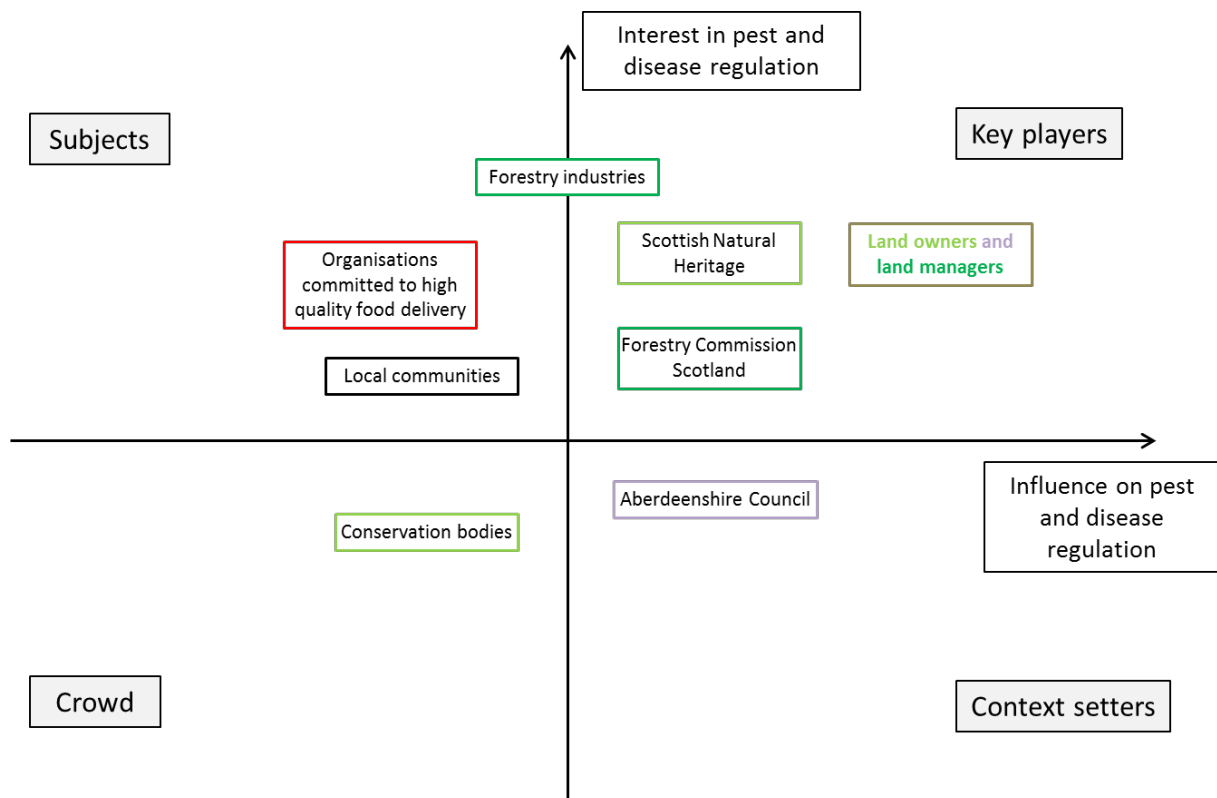 Interest in pest and
disease regulation
Subjects
Key players
Forestry industries
Organisations
committed to high
quality food delivery
Scottish Natural
Heritage
Land owners and
land managers
Forestry Commission
Scotland
Local communities
Influence on pest
and disease
regulation
Aberdeenshire Council
Conservation bodies
Crowd
Context setters